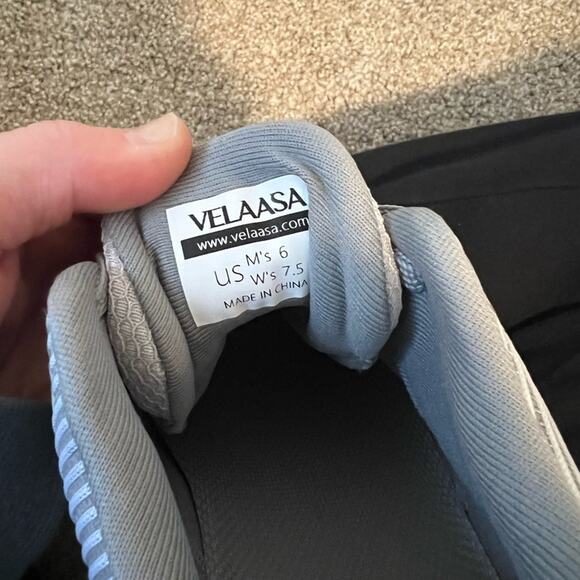 VELAASA
www.velaasa.com
US M's 6
W's 7.5
MADE IN CHINA